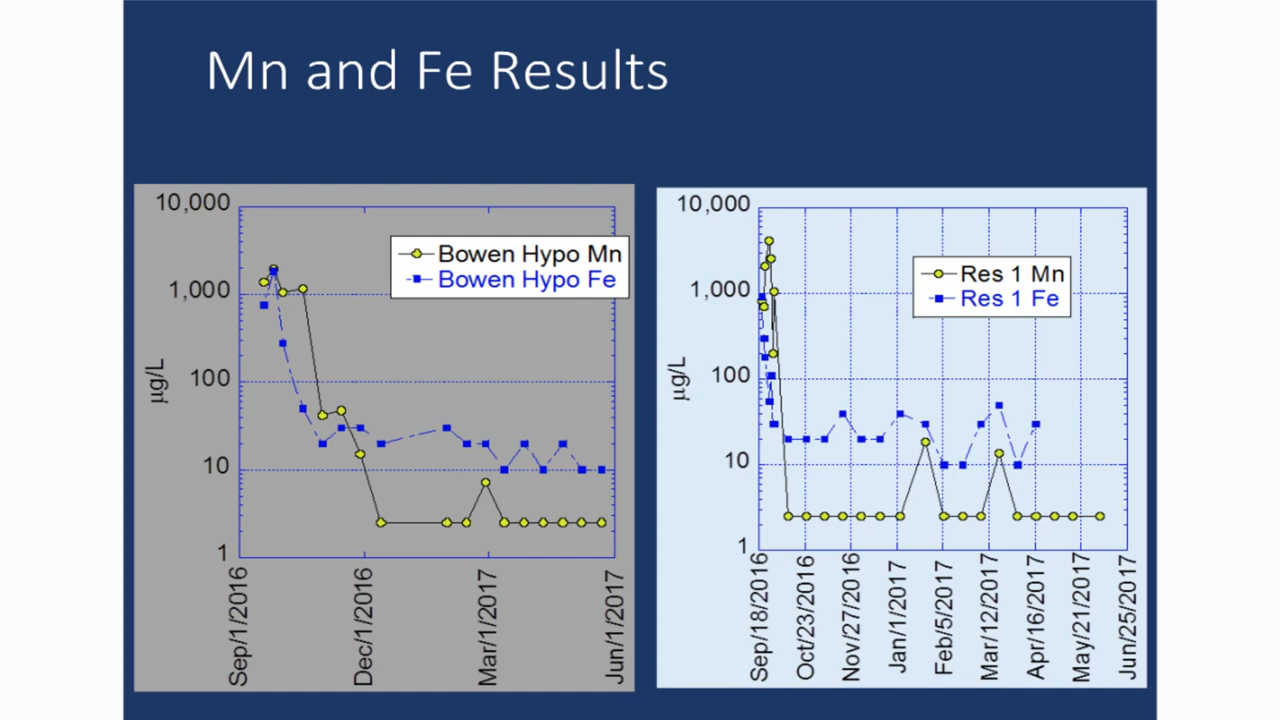 Mn and Fe Results
10,000
1,000
100
10
1
µg/L
Bowen Hypo Mn
Bowen Hypo Fe
Sep/1/2016
Dec/1/2016
Mar/1/2017
Jun/1/2017
10,000
1,000
100
10
1
µg/L
Res 1 Mn
Res 1 Fe
Sep/18/2016
Oct/23/2016
Nov/27/2016
Jan/1/2017
Feb/5/2017
Mar/12/2017
Apr/16/2017
May/21/2017
Jun/25/2017